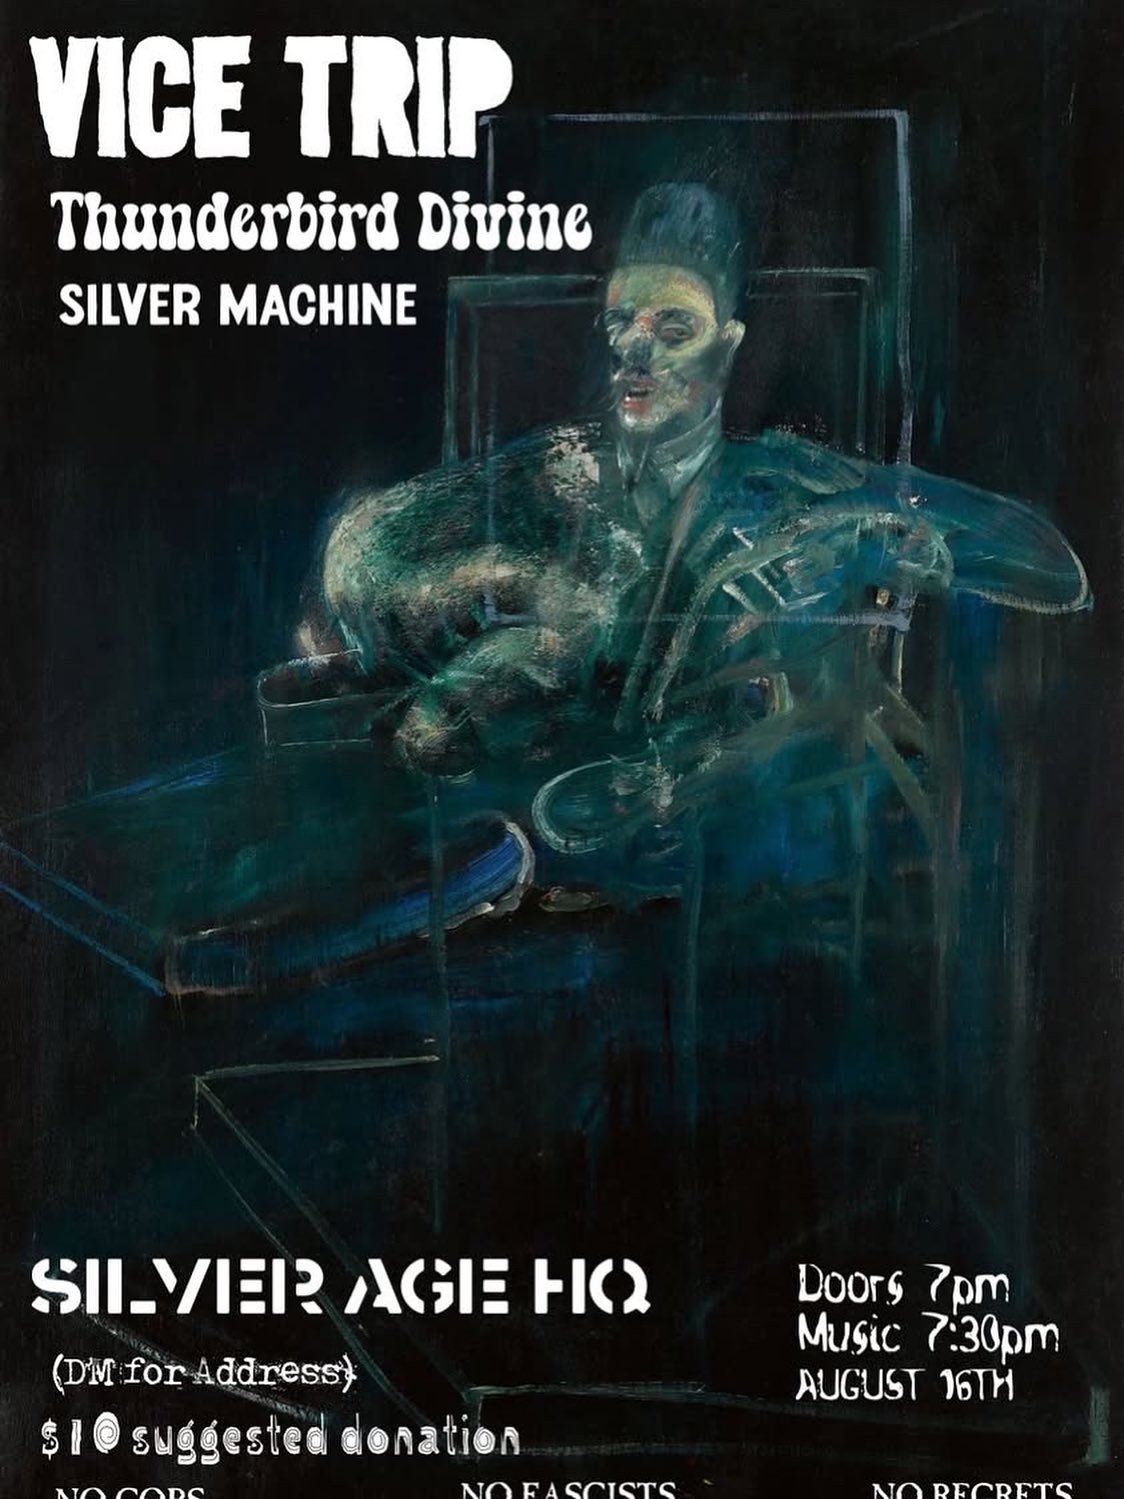 VICE TRIP
Thunderbird Divine
SILVER MACHINE
SILVER AGE HQ
(DM for Address)
$10 suggested donation
Doors 7pm
Music 7:30pm
AUGUST 16TH
NO COPS
NO FASCISTS
NO REGRETS